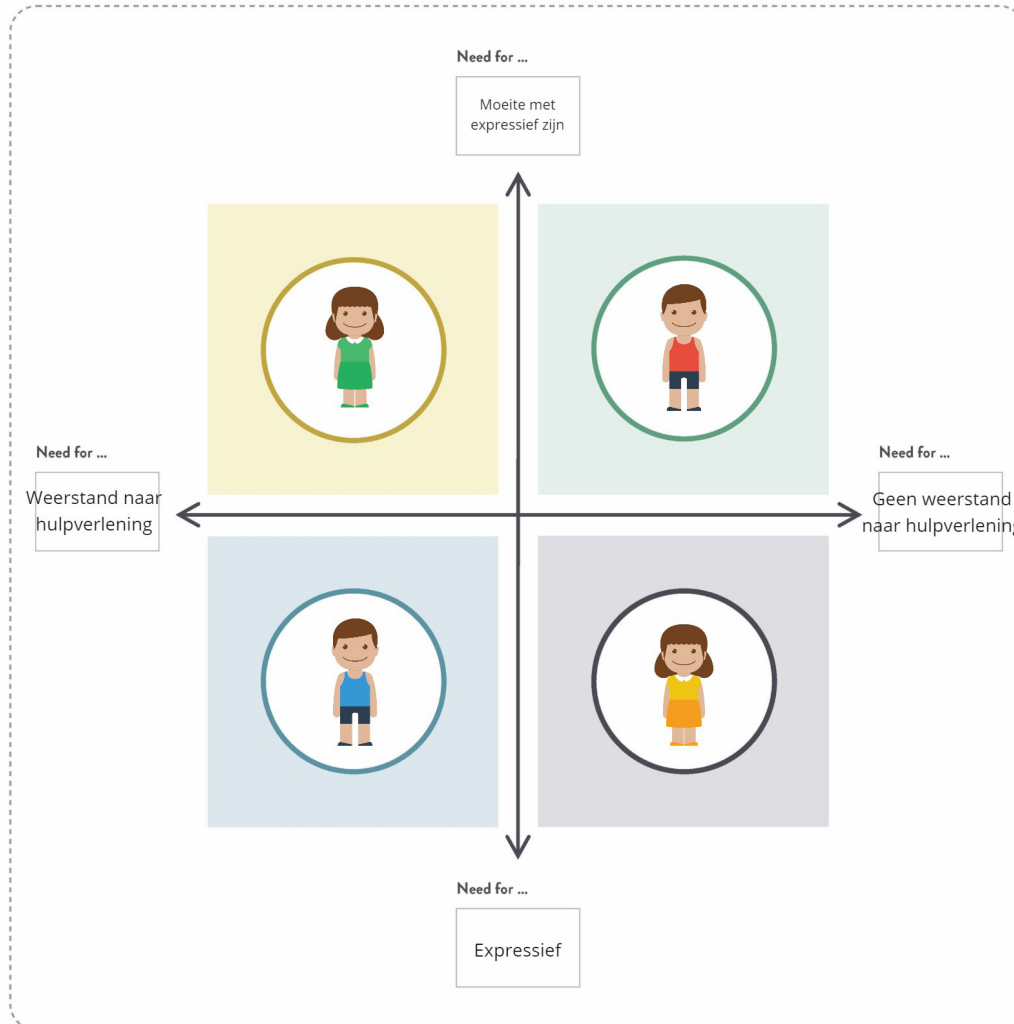 Need for ...
Moeite met
expressief zijn
Need for ...
Weerstand naar
hulpverlening
Need for ...
Geen weerstand
naar hulpverlening
Need for ...
Expressief